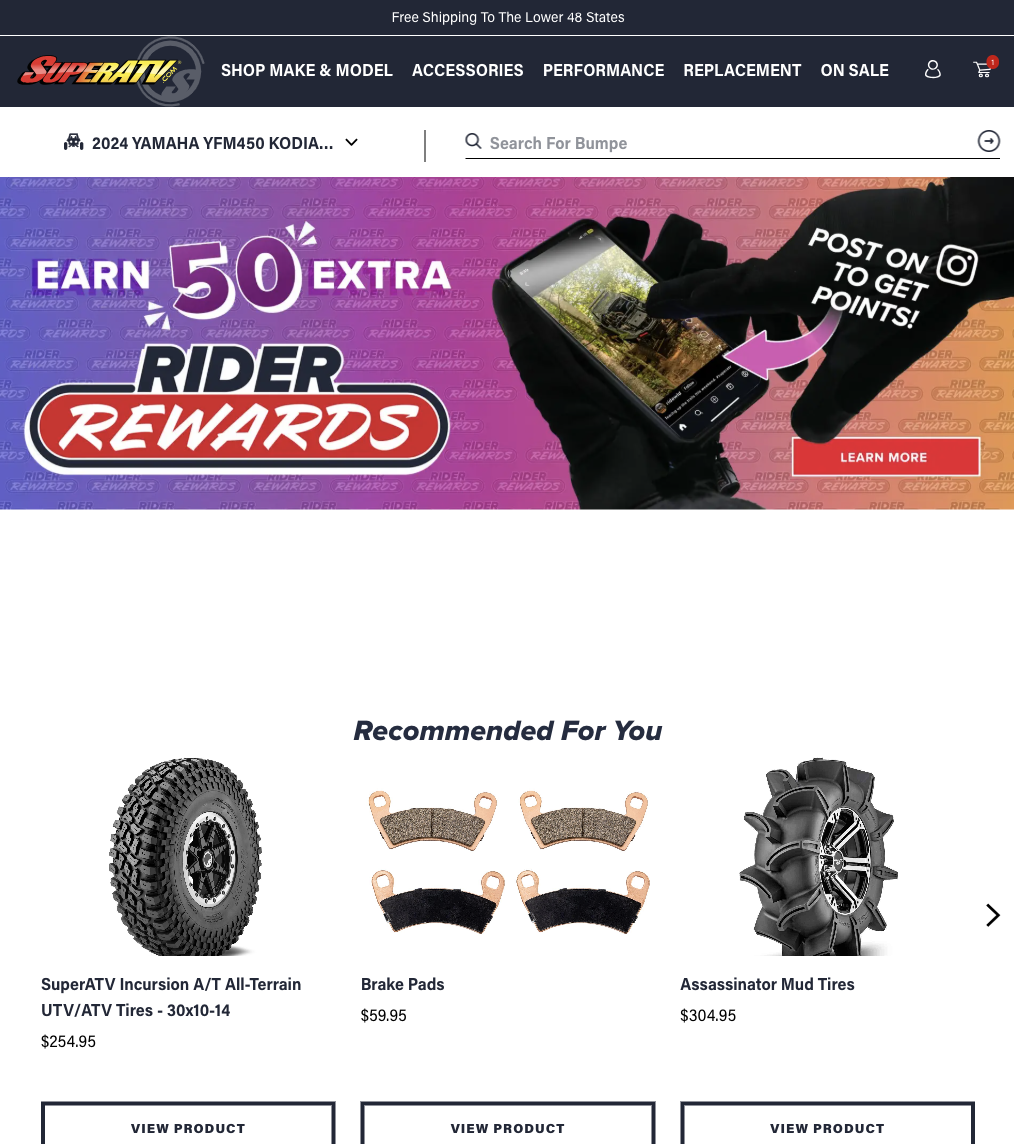 Free Shipping To The Lower 48 States
SUPERATV.COM
SHOP MAKE & MODEL ACCESSORIES PERFORMANCE REPLACEMENT ON SALE
1
2024 YAMAHA YFM450 KODIA...
Search For Bumpe
EARN 50 EXTRA
RIDER
REWARDS
POST ON
TO GET
POINTS!
LEARN MORE
Recommended For You
SuperATV Incursion A/T All-Terrain
UTV/ATV Tires - 30x10-14
$254.95
VIEW PRODUCT
Brake Pads
$59.95
VIEW PRODUCT
Assassinator Mud Tires
$304.95
VIEW PRODUCT